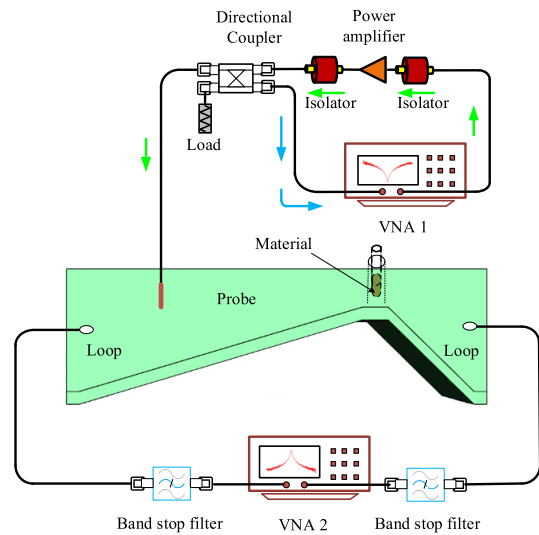 Directional
Coupler
Power
amplifier
Isolator
Isolator
Load
VNA 1
Material
Probe
Loop
Loop
Band stop filter
VNA 2
Band stop filter